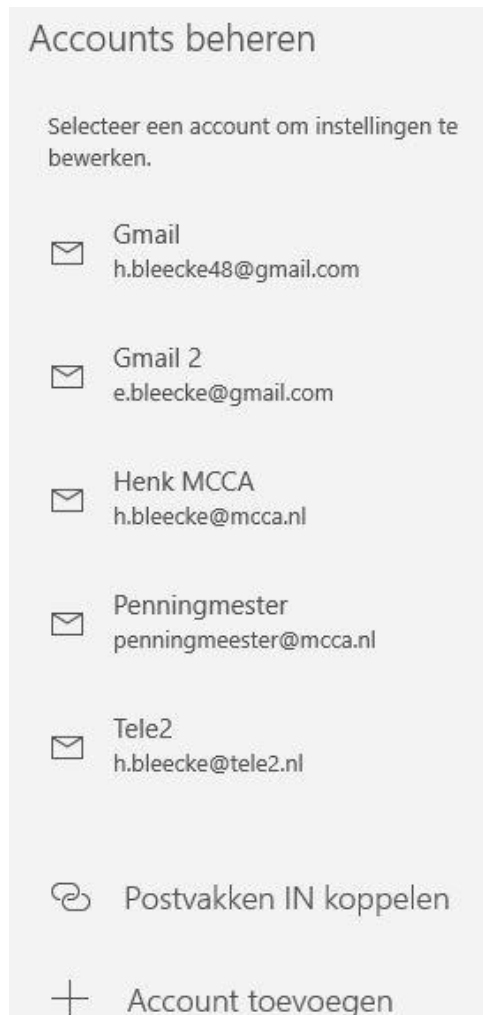 Accounts beheren
Selecteer een account om instellingen te
bewerken.
Gmail
h.bleecke48@gmail.com
Gmail 2
e.bleecke@gmail.com
Henk MCCA
h.bleecke@mcca.nl
Penningmester
penningmeester@mcca.nl
Tele2
h.bleecke@tele2.nl
Postvakken IN koppelen
Account toevoegen